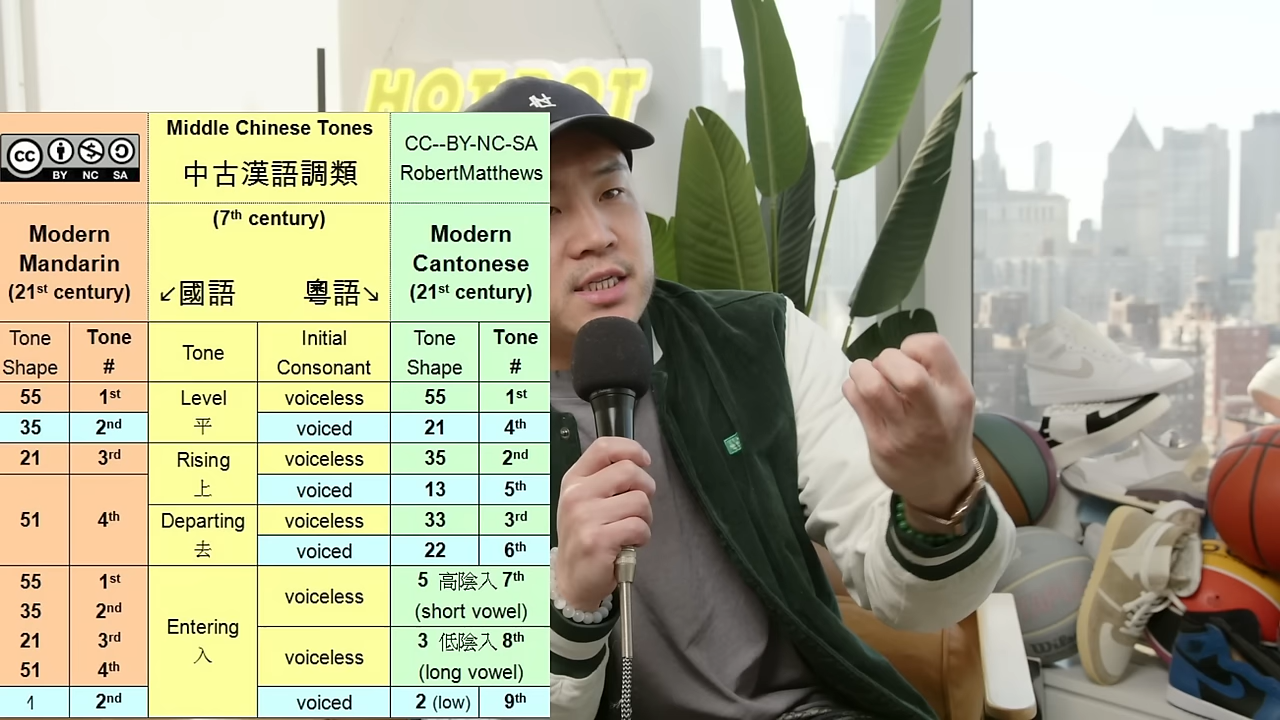 HOTPOT
BY NC SA
Middle Chinese Tones
中古漢語調類
(7th century)
↙國語 粵語↘
CC--BY-NC-SA
RobertMatthews
Modern
Mandarin
(21st century)
Modern
Cantonese
(21st century)
Tone Shape Tone # Tone Initial Consonant Tone Shape Tone #
55 1st Level 平 voiceless 55 1st
35 2nd voiced 21 4th
21 3rd Rising 上 voiceless 35 2nd
51 4th voiced 13 5th
Departing 去 voiceless 33 3rd
voiced 22 6th
55 1st Entering 入 voiceless 5 高陰入 7th
35 2nd (short vowel)
21 3rd voiceless 3 低陰入 8th
51 4th (long vowel)
1 2nd voiced 2 (low) 9th